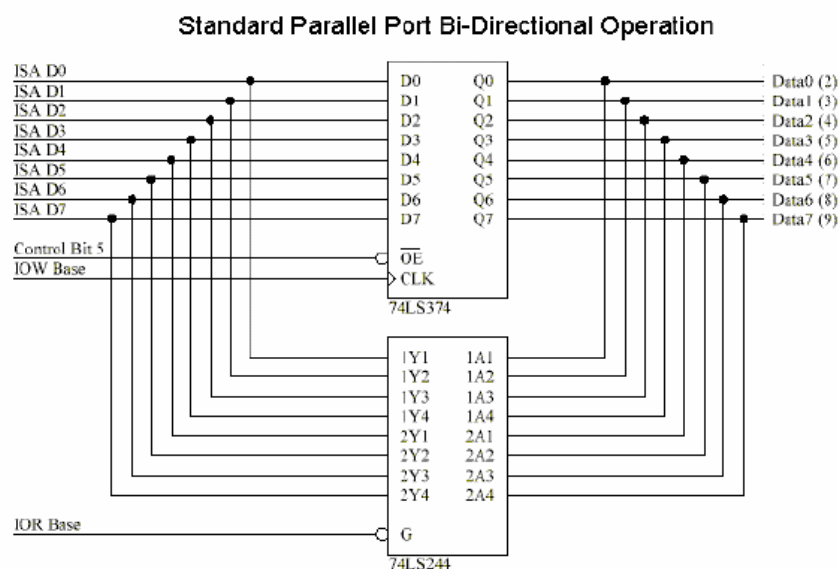 Standard Parallel Port Bi-Directional Operation
ISA D0
ISA D1
ISA D2
ISA D3
ISA D4
ISA D5
ISA D6
ISA D7
Control Bit 5
IOW Base
D0 Q0
D1 Q1
D2 Q2
D3 Q3
D4 Q4
D5 Q5
D6 Q6
D7 Q7
OE
CLK
74LS374
Data0 (2)
Data1 (3)
Data2 (4)
Data3 (5)
Data4 (6)
Data5 (7)
Data6 (8)
Data7 (9)
1Y1 1A1
1Y2 1A2
1Y3 1A3
1Y4 1A4
2Y1 2A1
2Y2 2A2
2Y3 2A3
2Y4 2A4
IOR Base
G
74LS244